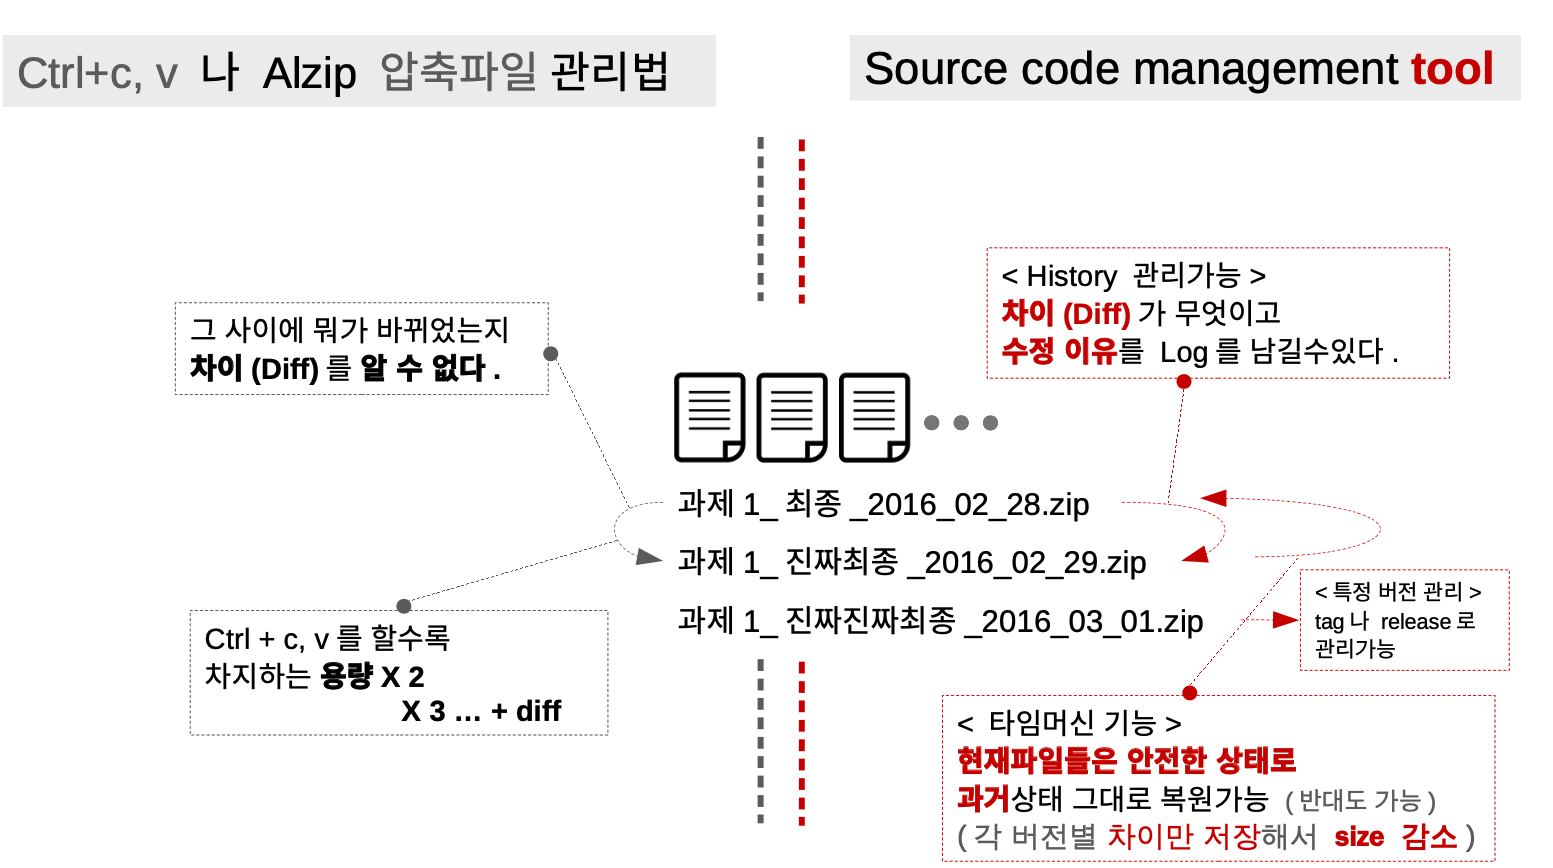 Ctrl+c, v 나 Alzip 압축파일 관리법
Source code management tool
그 사이에 뭐가 바뀌었는지
차이 (Diff) 를 알 수 없다 .
< History 관리가능 >
차이 (Diff) 가 무엇이고
수정 이유를 Log 를 남길수있다 .
과제 1_ 최종 _2016_02_28.zip
과제 1_ 진짜최종 _2016_02_29.zip
과제 1_ 진짜진짜최종 _2016_03_01.zip
Ctrl + c, v 를 할수록
차지하는 용량 X 2
X 3 … + diff
< 특정 버전 관리 >
tag 나 release 로
관리가능
< 타임머신 기능 >
현재파일들은 안전한 상태로
과거상태 그대로 복원가능 ( 반대도 가능 )
( 각 버전별 차이만 저장해서 size 감소 )